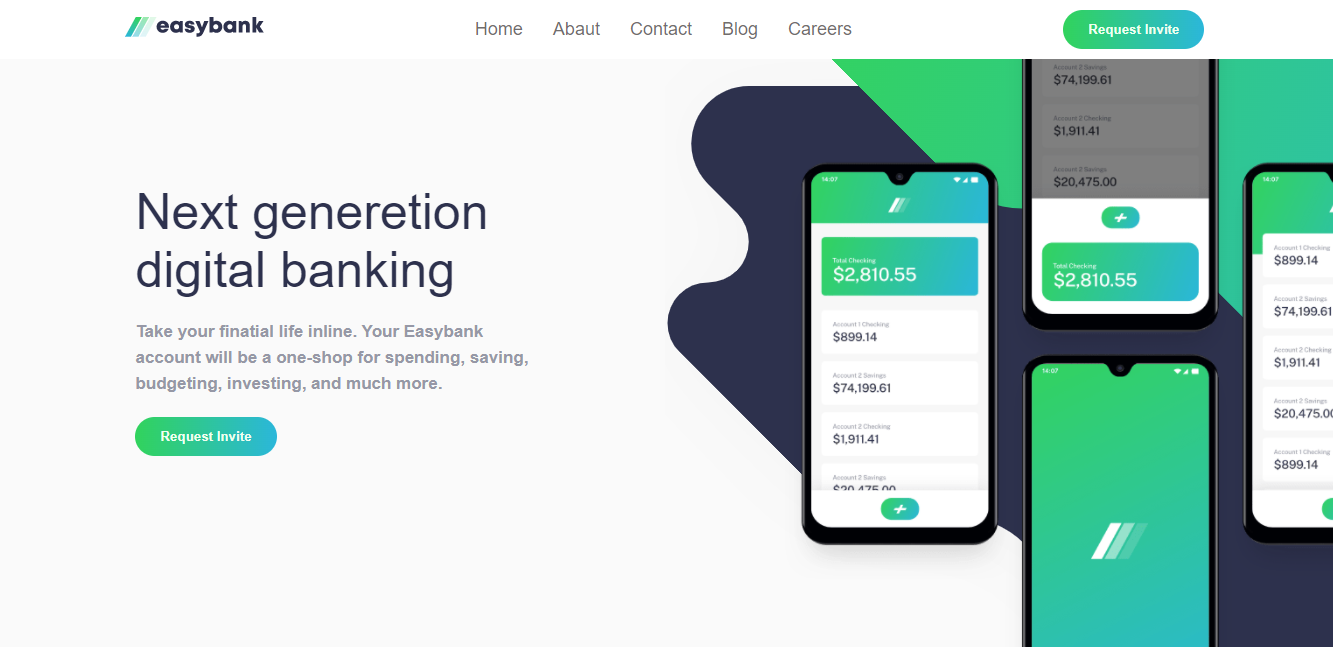 easybank
Home Abaut Contact Blog Careers
Request Invite
Next generetion
digital banking
Take your finatial life inline. Your Easybank
account will be a one-shop for spending, saving,
budgeting, investing, and much more.
Request Invite
14:07
Total Checking
$2,810.55
Account 1 Checking
$899.14
Account 2 Savings
$74,199.61
Account 2 Checking
$1,911.41
Account 2 Savings
$20,475.00
Account 2 Savings
$74,199.61
Account 2 Checking
$1,911.41
Account 2 Savings
$20,475.00
Total Checking
$2,810.55
14:07
14:07
Account 1 Checking
$899.14
Account 2 Savings
$74,199.61
Account 2 Checking
$1,911.41
Account 2 Savings
$20,475.00
Account 1 Checking
$899.14